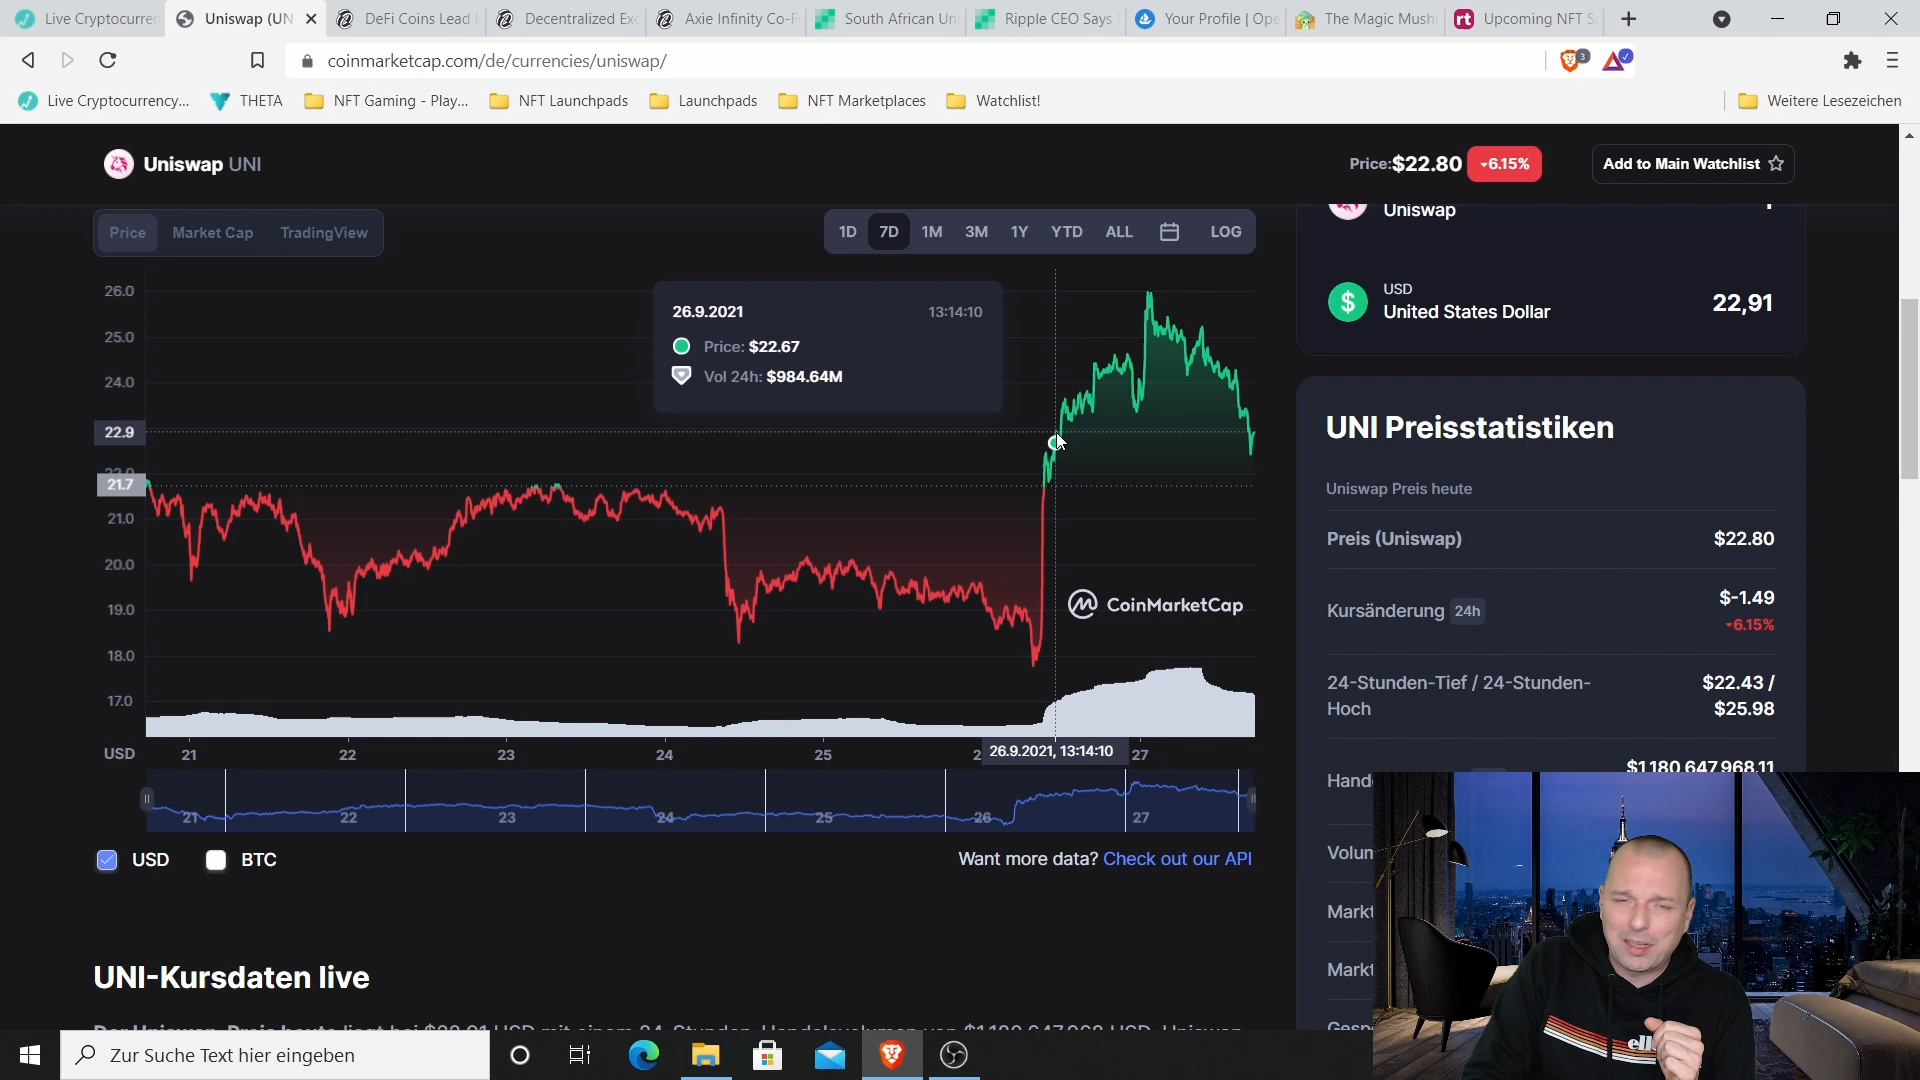 Live Cryptocurren
Uniswap (UN
DeFi Coins Lead
Decentralized Exc
Axie Infinity Co-F
South African Un
Ripple CEO Says
Your Profile | Ope
The Magic Mush
Upcoming NFT S
coinmarketcap.com/de/currencies/uniswap/
3
Live Cryptocurrency...
THETA
NFT Gaming - Play...
NFT Launchpads
Launchpads
NFT Marketplaces
Watchlist!
Weitere Lesezeichen
Uniswap UNI
Price:$22.80
6.15%
Add to Main Watchlist
Price
Market Cap
TradingView
1D 7D 1M 3M 1Y YTD ALL LOG
Uniswap
USD
United States Dollar
22,91
26.0
25.0
24.0
22.9
21.7
21.0
20.0
19.0
18.0
17.0
26.9.2021
13:14:10
Price: $22.67
Vol 24h: $984.64M
CoinMarketCap
USD
21 22 23 24 25
26.9.2021, 13:14:10
27
21 22 23 24 25 26 27
USD
BTC
Want more data? Check out our API
UNI Preisstatistiken
Uniswap Preis heute
Preis (Uniswap)
$22.80
Kursänderung 24h
$-1.49
6.15%
24-Stunden-Tief / 24-Stunden-
Hoch
$22.43 /
$25.98
Hand
$1,180,647,968.11
Volum
Markt
Markt
UNI-Kursdaten live
Zur Suche Text hier eingeben